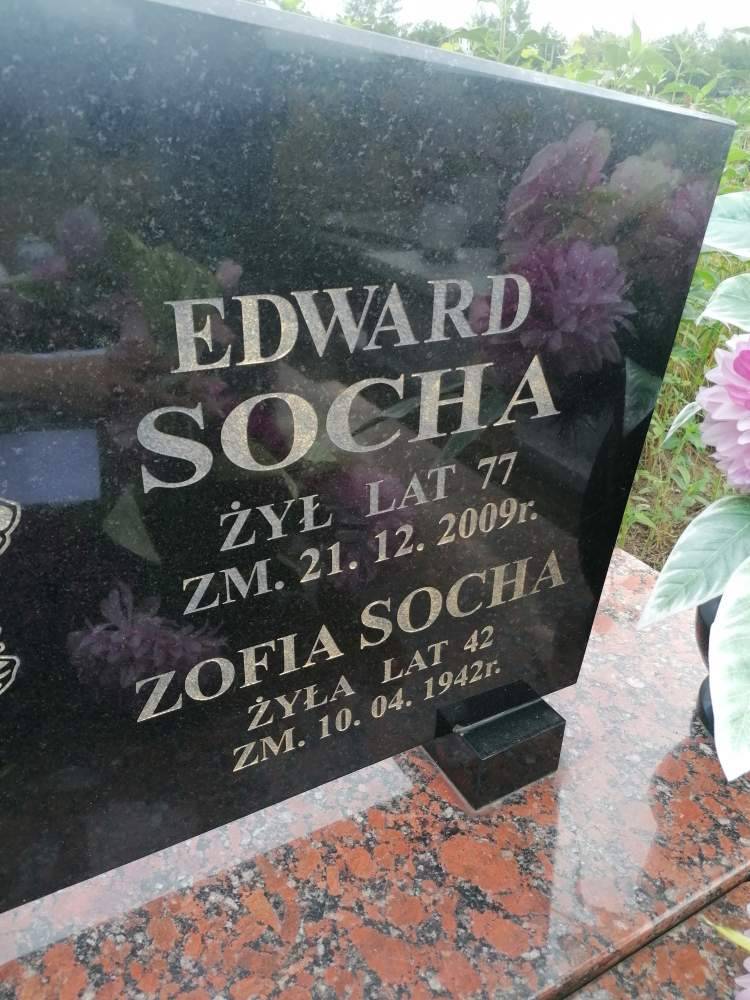 EDWARD
SOCHA
ŻYŁ LAT 77
ZM. 21. 12. 2009r.
ZOFIA SOCHA
ŻYŁA LAT 42
ZM. 10. 04. 1942r.